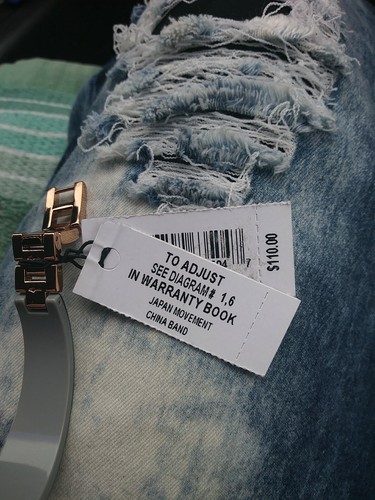 $110.00
TO ADJUST
SEE DIAGRAM# 1,6
IN WARRANTY BOOK
JAPAN MOVEMENT
CHINA BAND